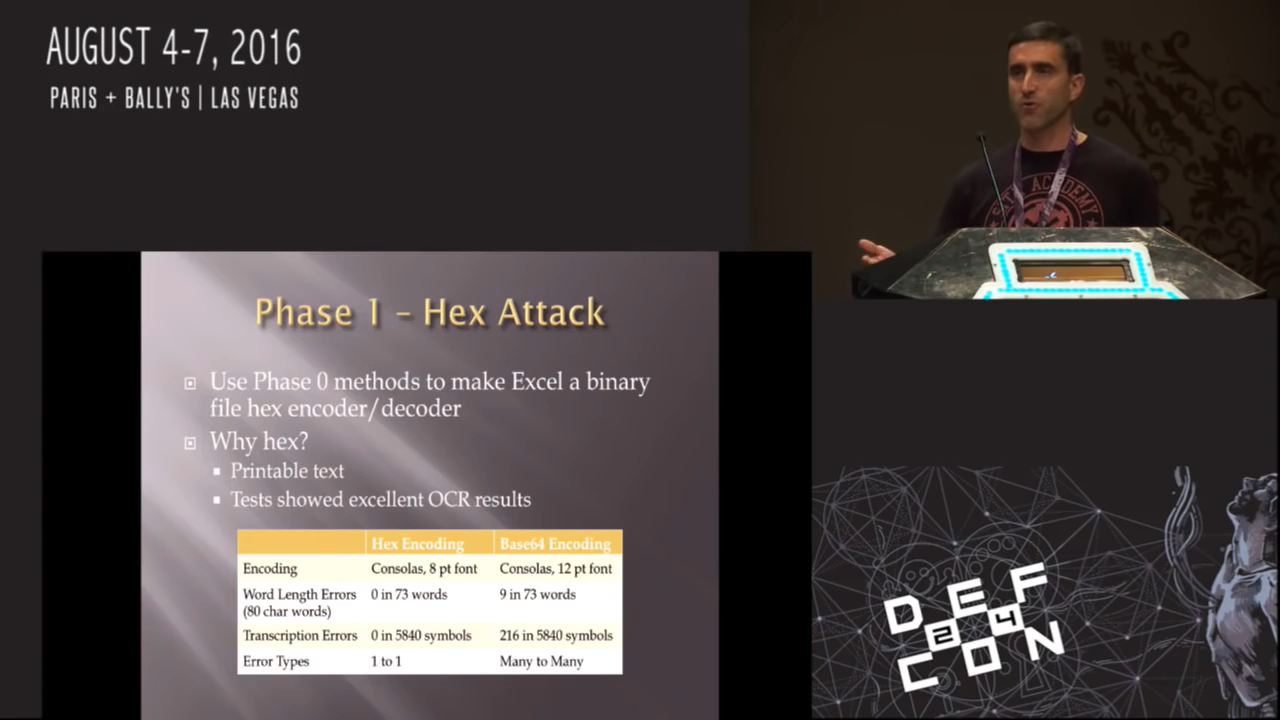 AUGUST 4-7, 2016
PARIS + BALLY'S | LAS VEGAS
ACADEMY
Phase 1 – Hex Attack
Use Phase 0 methods to make Excel a binary
file hex encoder/decoder
Why hex?
Printable text
Tests showed excellent OCR results
Hex Encoding Base64 Encoding
Encoding Consolas, 8 pt font Consolas, 12 pt font
Word Length Errors 0 in 73 words 9 in 73 words
(80 char words)
Transcription Errors 0 in 5840 symbols 216 in 5840 symbols
Error Types 1 to 1 Many to Many
DEF
24
CON